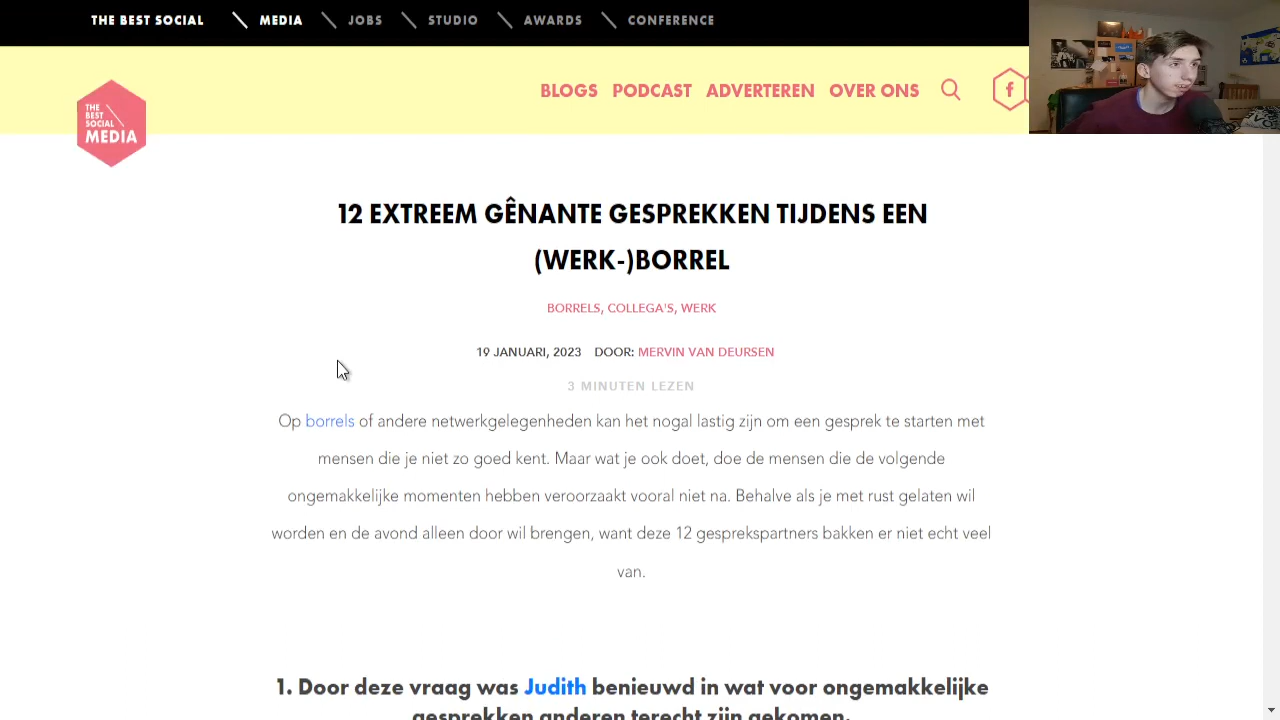 THE BEST SOCIAL \ MEDIA \ JOBS \ STUDIO \ AWARDS \ CONFERENCE
BLOGS PODCAST ADVERTEREN OVER ONS
f
THE
BEST
SOCIAL
MEDIA
12 EXTREEM GÊNANTE GESPREKKEN TIJDENS EEN
(WERK-)BORREL
BORRELS, COLLEGA'S, WERK
19 JANUARI, 2023 DOOR: MERVIN VAN DEURSEN
3 MINUTEN LEZEN
Op borrels of andere netwerkgelegenheden kan het nogal lastig zijn om een gesprek te starten met
mensen die je niet zo goed kent. Maar wat je ook doet, doe de mensen die de volgende
ongemakkelijke momenten hebben veroorzaakt vooral niet na. Behalve als je met rust gelaten wil
worden en de avond alleen door wil brengen, want deze 12 gesprekspartners bakken er niet echt veel
van.
1. Door deze vraag was Judith benieuwd in wat voor ongemakkelijke
gesprekken anderen terecht zijn gekomen.